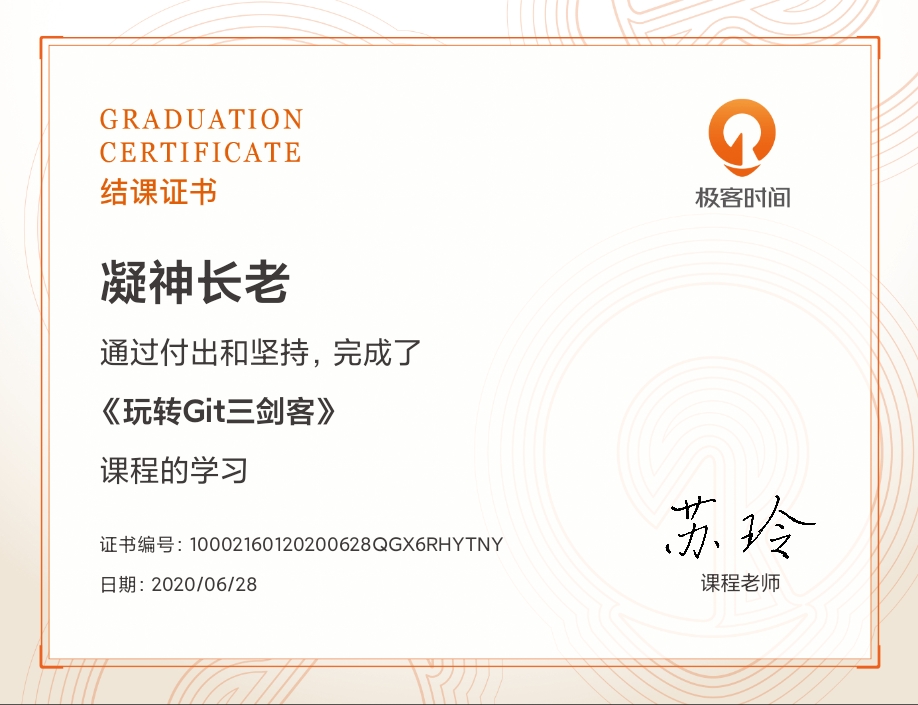 GRADUATION
CERTIFICATE
结课证书
极客时间
凝神长老
通过付出和坚持，完成了
《玩转Git三剑客》
课程的学习
证书编号：10002160120200628QGX6RHYTNY
日期：2020/06/28
苏玲
课程老师